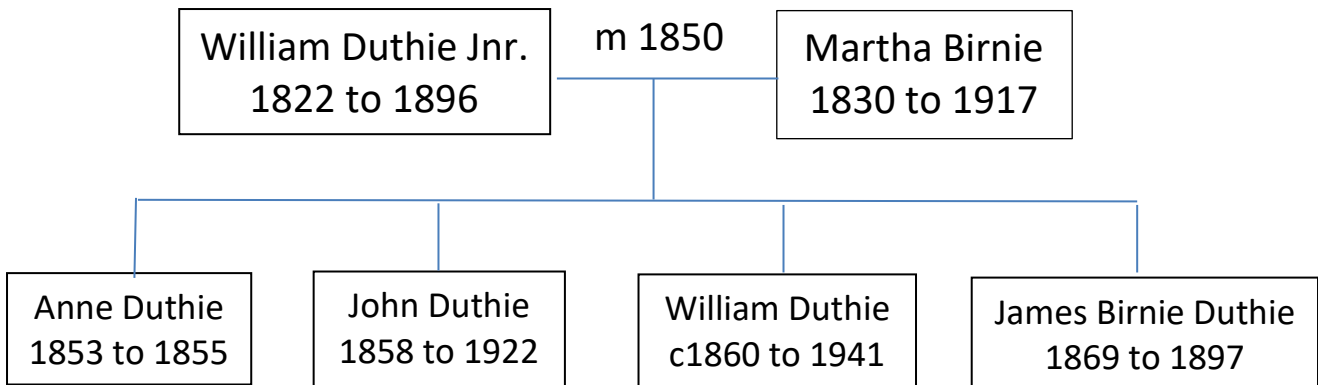 William Duthie Jnr.
1822 to 1896
m 1850
Martha Birnie
1830 to 1917
Anne Duthie
1853 to 1855
John Duthie
1858 to 1922
William Duthie
c1860 to 1941
James Birnie Duthie
1869 to 1897